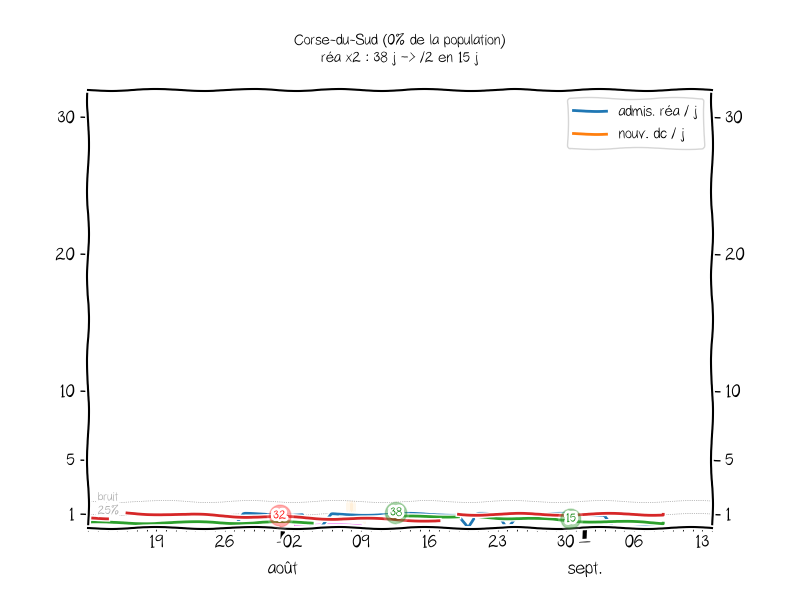 Corse-du-Sud (0% de la population)
réa x2 : 38 j -> /2 en 15 j
admis. réa / j
nouv. dc / j
30 30
20 20
10 10
5 5
bruit
25%
1 1
32 38 15
19 26 02 09 16 23 30 06 13
août sept.